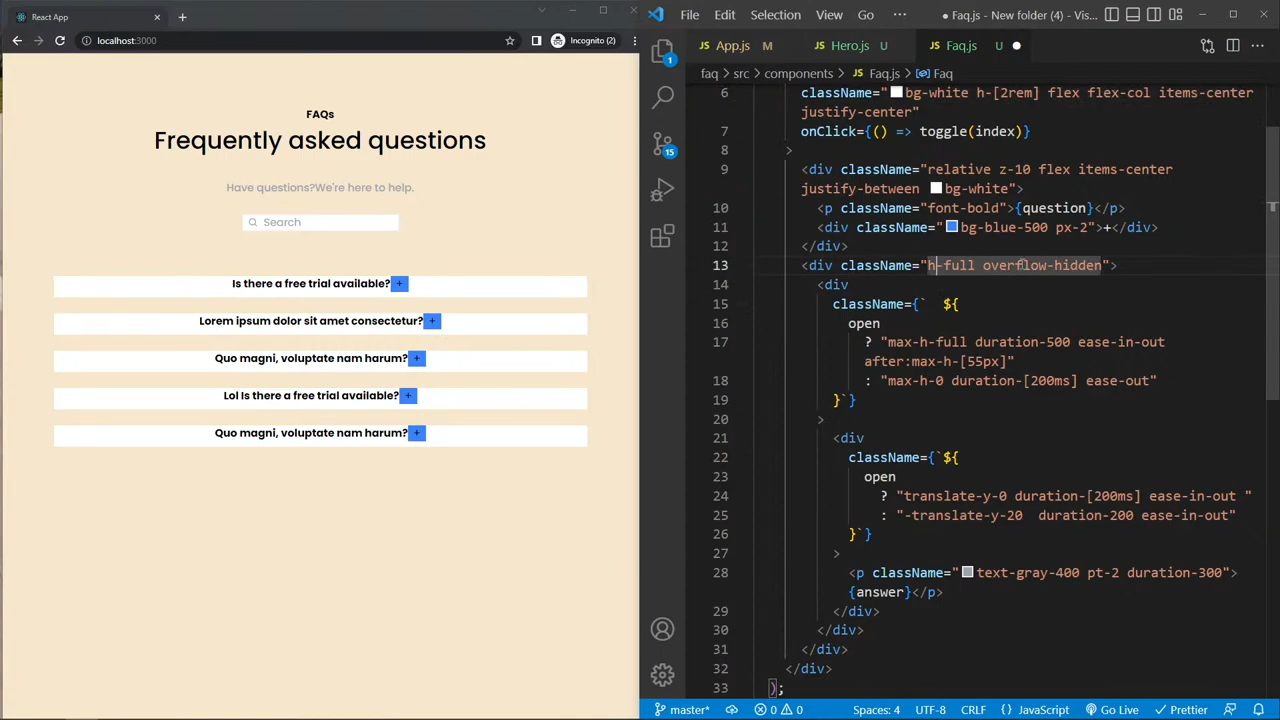 React App
localhost:3000
Incognito (2)
FAQs
Frequently asked questions
Have questions?We're here to help.
Search
Is there a free trial available? +
Lorem ipsum dolor sit amet consectetur? +
Quo magni, voluptate nam harum? +
Lol Is there a free trial available? +
Quo magni, voluptate nam harum? +
File Edit Selection View Go ··· ● Faq.js - New folder (4) - Vis...
JS App.js M JS Hero.js U JS Faq.js U ●
faq > src > components > JS Faq.js > Faq
1
15
6 className="bg-white h-[2rem] flex flex-col items-center
justify-center"
7 onClick={() => toggle(index)}
8 >
9 <div className="relative z-10 flex items-center
justify-between bg-white">
10 <p className="font-bold">{question}</p>
11 <div className="bg-blue-500 px-2">+</div>
12 </div>
13 <div className="h-full overflow-hidden">
14 <div
15 className={` ${
16 open
17 ? "max-h-full duration-500 ease-in-out
after:max-h-[55px]"
18 : "max-h-0 duration-[200ms] ease-out"
19 }`}
20 >
21 <div
22 className={`${
23 open
24 ? "translate-y-0 duration-[200ms] ease-in-out "
25 : "-translate-y-20  duration-200 ease-in-out"
26 }`}
27 >
28 <p className="text-gray-400 pt-2 duration-300">
{answer}</p>
29 </div>
30 </div>
31 </div>
32 </div>
33 );
master* 0 0 Spaces: 4 UTF-8 CRLF {} JavaScript Go Live Prettier